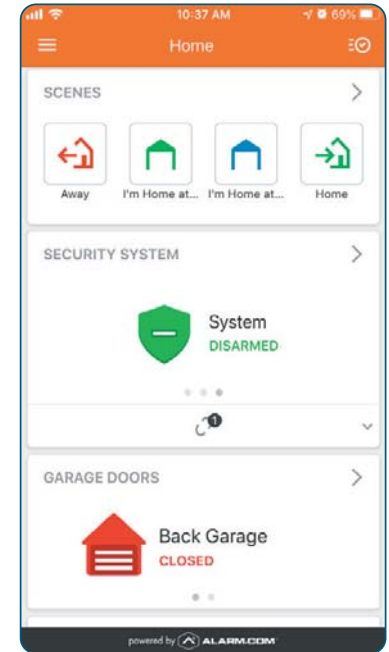 10:37 AM 69%
Home
SCENES
Away I'm Home at... I'm Home at... Home
SECURITY SYSTEM
System
DISARMED
1
GARAGE DOORS
Back Garage
CLOSED
powered by ALARM.COM